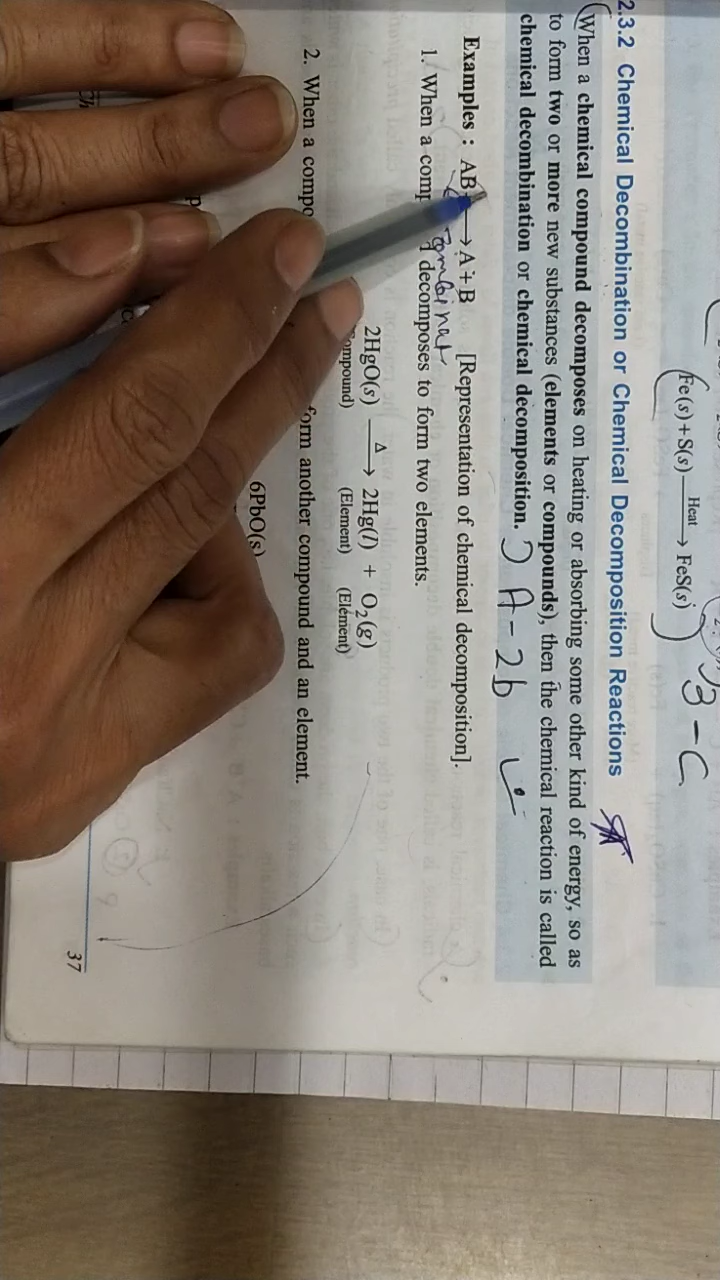 Fe(s) + S(s) —Heat→ FeS(s)
3 - C
2.3.2 Chemical Decombination or Chemical Decomposition Reactions
When a chemical compound decomposes on heating or absorbing some other kind of energy, so as
to form two or more new substances (elements or compounds), then the chemical reaction is called
chemical decombination or chemical decomposition.
A - 2b
Examples : AB → A + B [Representation of chemical decomposition].
1. When a decomposes to form two elements.
2HgO(s) —Δ→ 2Hg(l) + O₂(g)
(Element) (Element)
2. When a form another compound and an element.
6PbO(s)
37